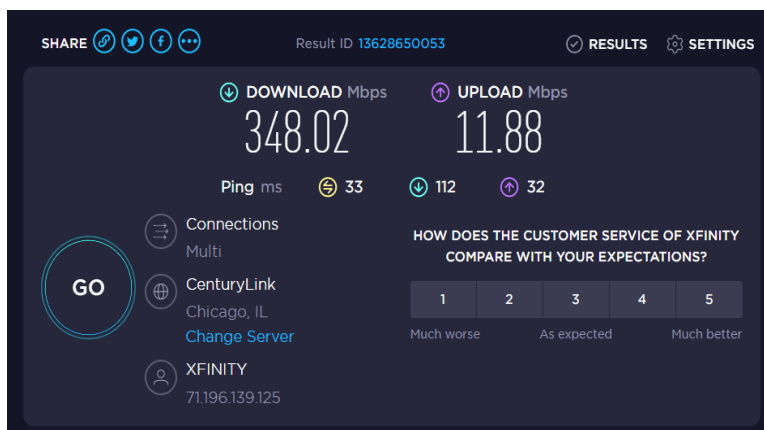 SHARE Result ID 13628650053 RESULTS SETTINGS
DOWNLOAD Mbps UPLOAD Mbps
348.02 11.88
Ping ms 33 112 32
Connections
Multi
HOW DOES THE CUSTOMER SERVICE OF XFINITY
COMPARE WITH YOUR EXPECTATIONS?
GO
CenturyLink
Chicago, IL
Change Server
1 2 3 4 5
Much worse As expected Much better
XFINITY
71.196.139.125